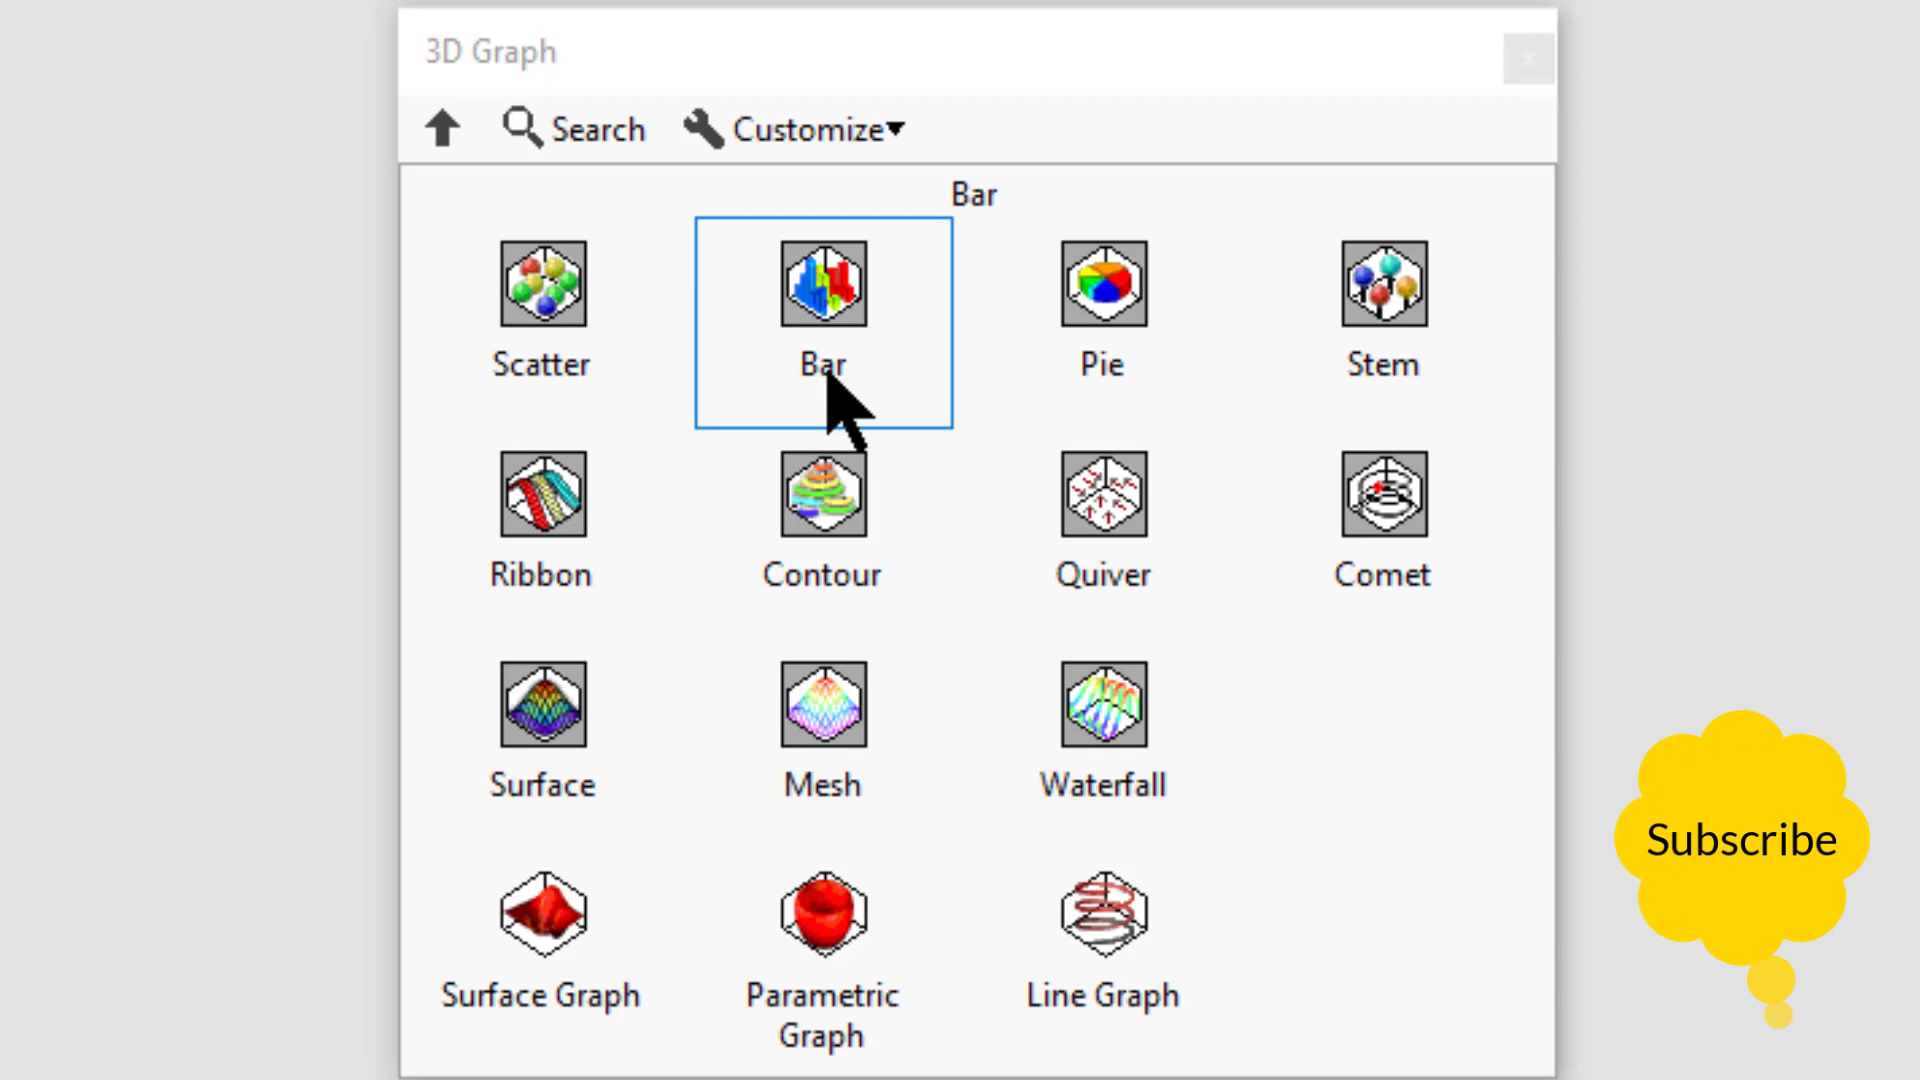 3D Graph
x
Search Customize
Bar
Scatter Bar Pie Stem
Ribbon Contour Quiver Comet
Surface Mesh Waterfall
Subscribe
Surface Graph Parametric Graph Line Graph